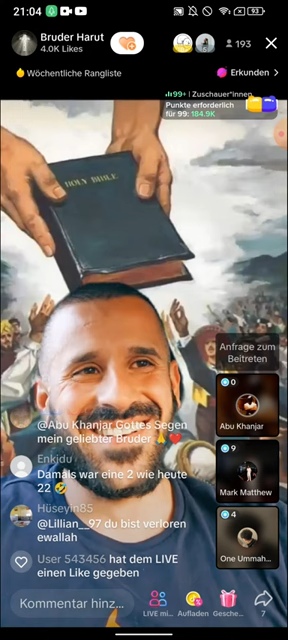 21:04
93
Bruder Harut
4.0K Likes
193
Wöchentliche Rangliste
Erkunden >
99+ | Zuschauer*innen
Punkte erforderlich
für 99: 184.9K
HOLY BIBLE
Anfrage zum
Beitreten
0
Abu Khanjar
9
Mark Matthew
4
One Ummah...
@Abu Khanjar Gottes Segen
mein geliebter Bruder 🙏❤️
Enkjdu
Damals war eine 2 wie heute
22 🤣
Hüseyin85
@Lillian__97 du bist verloren
ewallah
User 543456 hat dem LIVE
einen Like gegeben
Kommentar hinz...
LIVE mi...
Aufladen
Gesche...
7